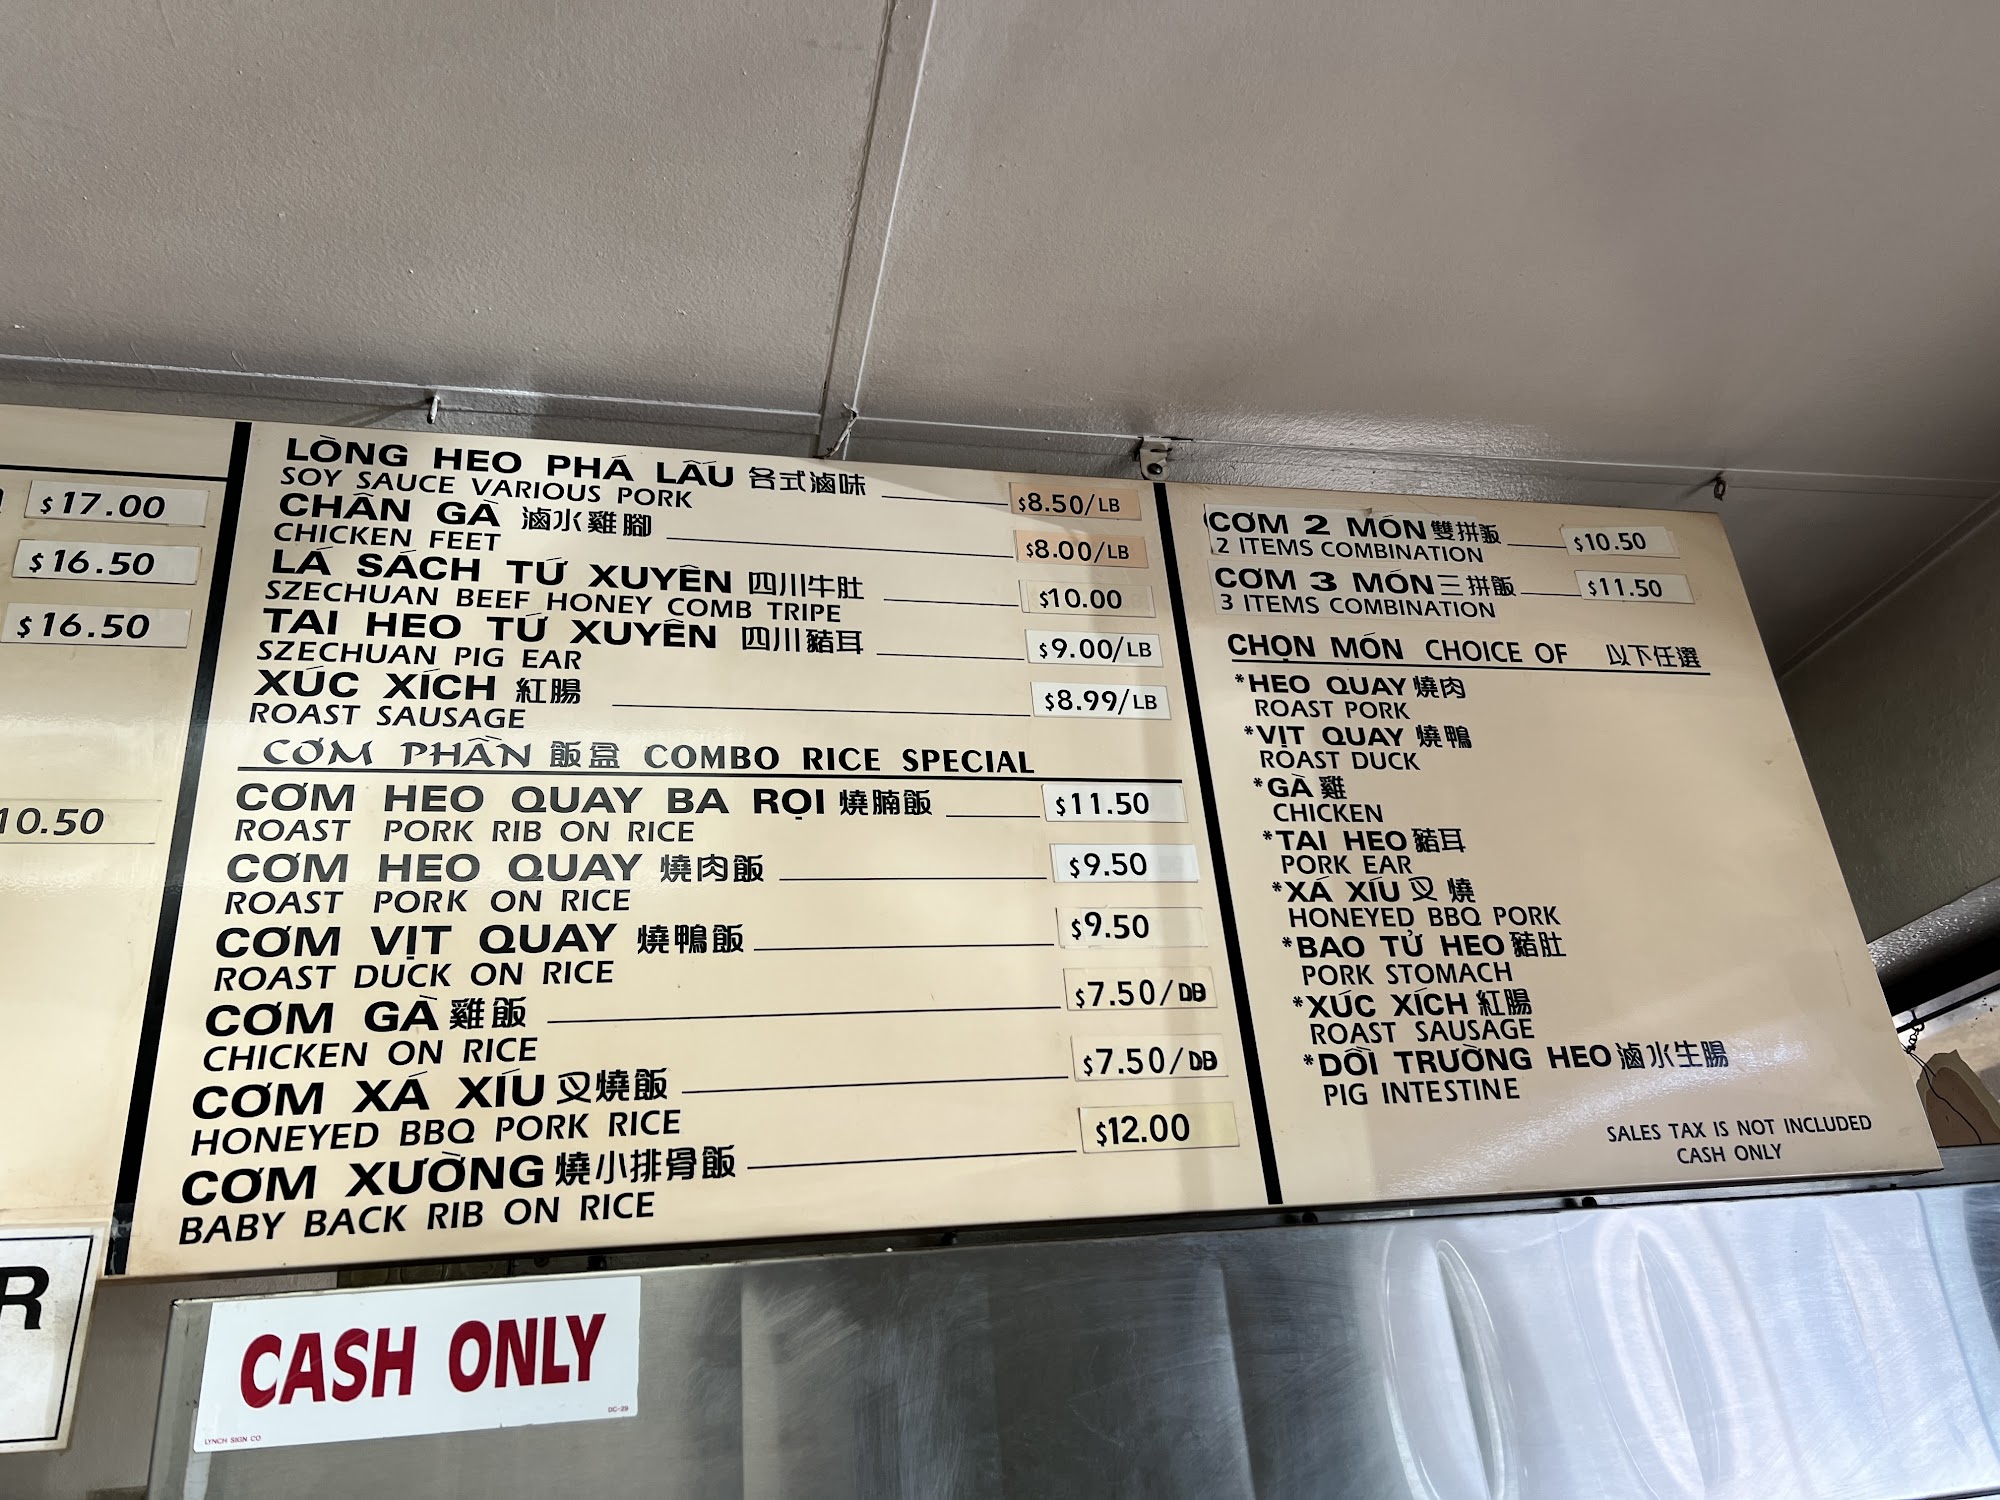 $17.00
$16.50
$16.50
10.50
R
LÒNG HEO PHÁ LẤU 各式滷味 $8.50/LB
SOY SAUCE VARIOUS PORK
CHÂN GÀ 滷水雞腳 $8.00/LB
CHICKEN FEET
LÁ SÁCH TỨ XUYÊN 四川牛肚 $10.00
SZECHUAN BEEF HONEY COMB TRIPE
TAI HEO TỨ XUYÊN 四川豬耳 $9.00/LB
SZECHUAN PIG EAR
XÚC XÍCH 紅腸 $8.99/LB
ROAST SAUSAGE
CƠM PHẦN 飯盒 COMBO RICE SPECIAL
CƠM HEO QUAY BA RỌI 燒腩飯 $11.50
ROAST PORK RIB ON RICE
CƠM HEO QUAY 燒肉飯 $9.50
ROAST PORK ON RICE
CƠM VỊT QUAY 燒鴨飯 $9.50
ROAST DUCK ON RICE
CƠM GÀ 雞飯 $7.50/DB
CHICKEN ON RICE
CƠM XÁ XÍU 叉燒飯 $7.50/DB
HONEYED BBQ PORK RICE
CƠM XƯỜNG 燒小排骨飯 $12.00
BABY BACK RIB ON RICE
CƠM 2 MÓN 雙拼飯 $10.50
2 ITEMS COMBINATION
CƠM 3 MÓN 三拼飯 $11.50
3 ITEMS COMBINATION
CHỌN MÓN CHOICE OF 以下任選
*HEO QUAY 燒肉
ROAST PORK
*VỊT QUAY 燒鴨
ROAST DUCK
*GÀ 雞
CHICKEN
*TAI HEO 豬耳
PORK EAR
*XÁ XÍU 叉燒
HONEYED BBQ PORK
*BAO TỬ HEO 豬肚
PORK STOMACH
*XÚC XÍCH 紅腸
ROAST SAUSAGE
*DỒI TRƯỜNG HEO 滷水生腸
PIG INTESTINE
SALES TAX IS NOT INCLUDED
CASH ONLY
CASH ONLY
DC-29
LYNCH SIGN CO